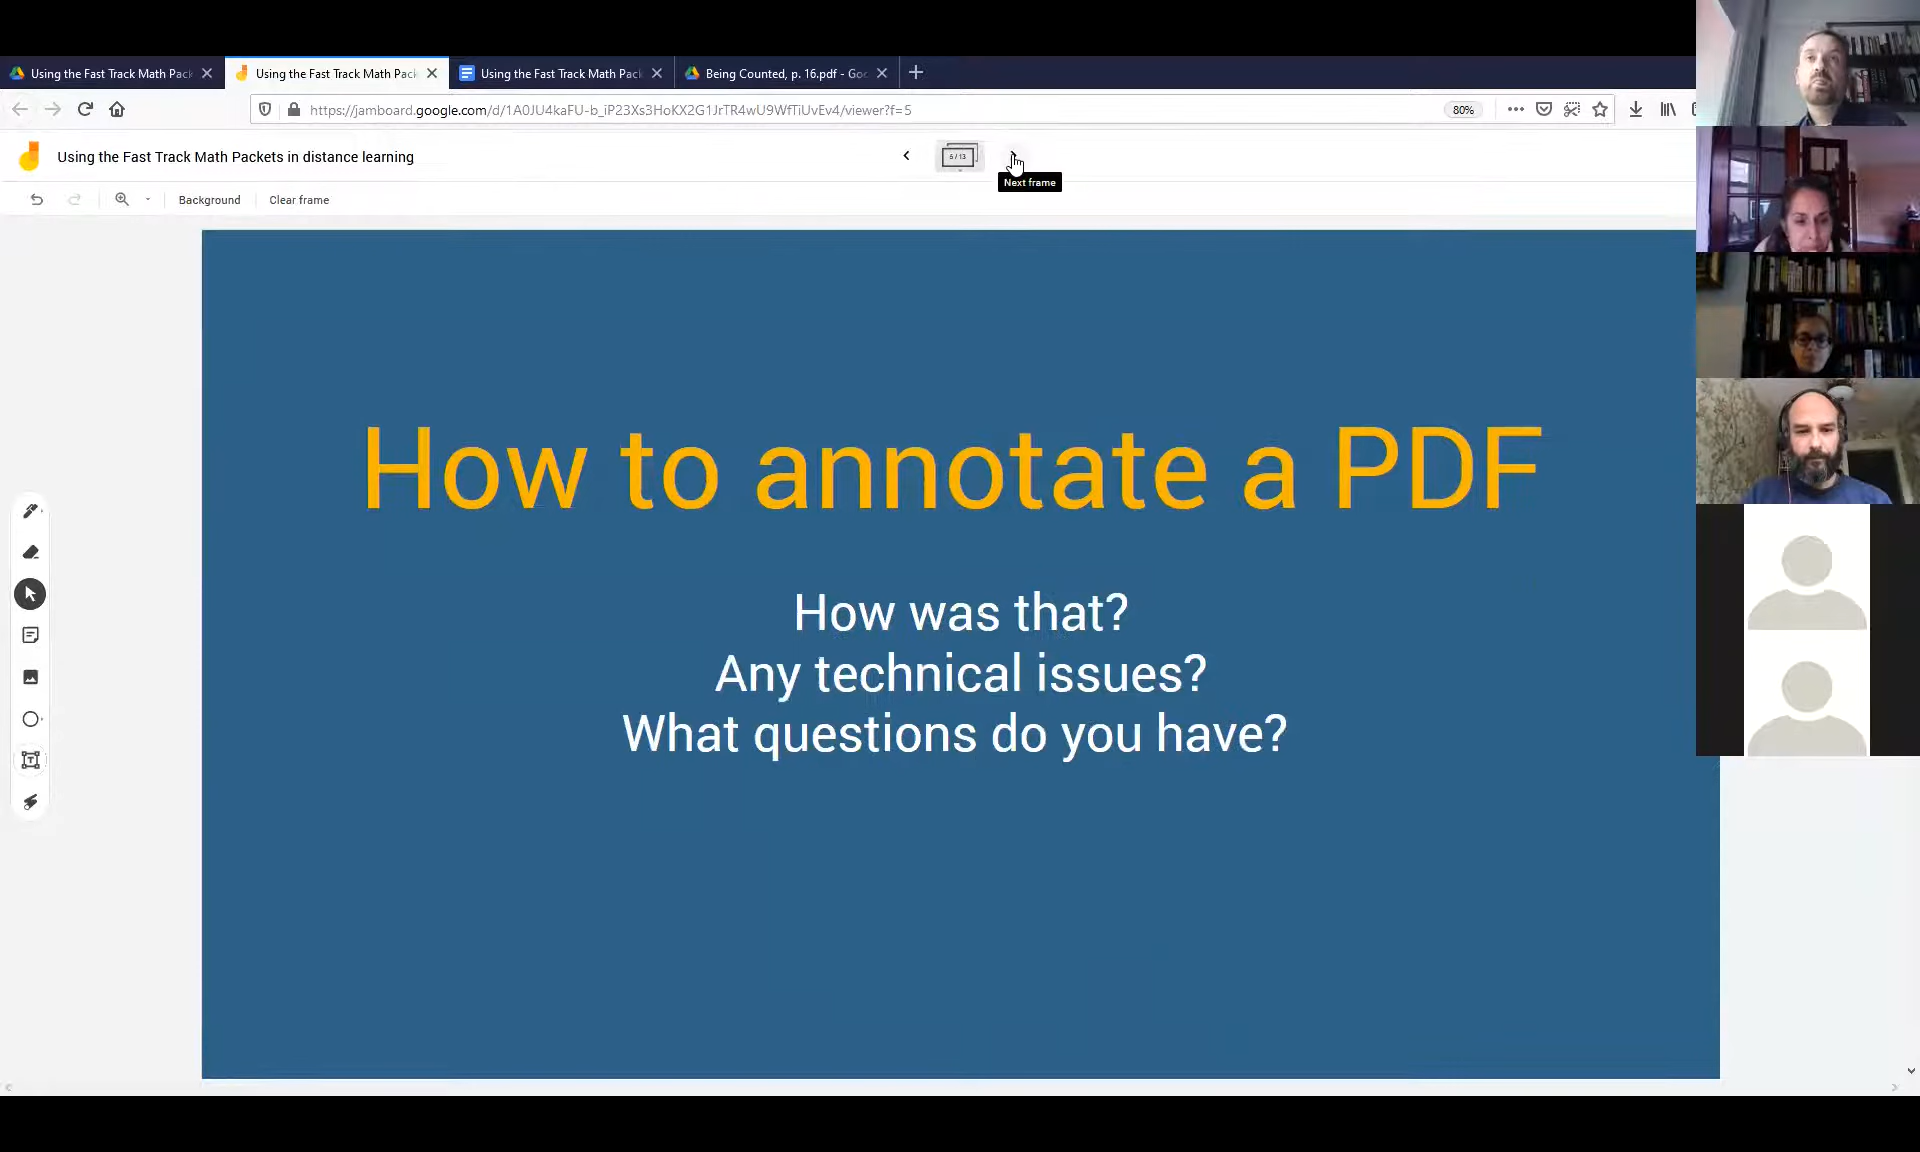 Using the Fast Track Math Pack
Using the Fast Track Math Pack
Using the Fast Track Math Pack
Being Counted, p. 16.pdf - Goo
https://jamboard.google.com/d/1A0JU4kaFU-b_iP23Xs3HoKX2G1JrTR4wU9WfTiUvEv4/viewer?f=5
80%
Using the Fast Track Math Packets in distance learning
6 / 13
Next frame
Background
Clear frame
How to annotate a PDF
How was that?
Any technical issues?
What questions do you have?